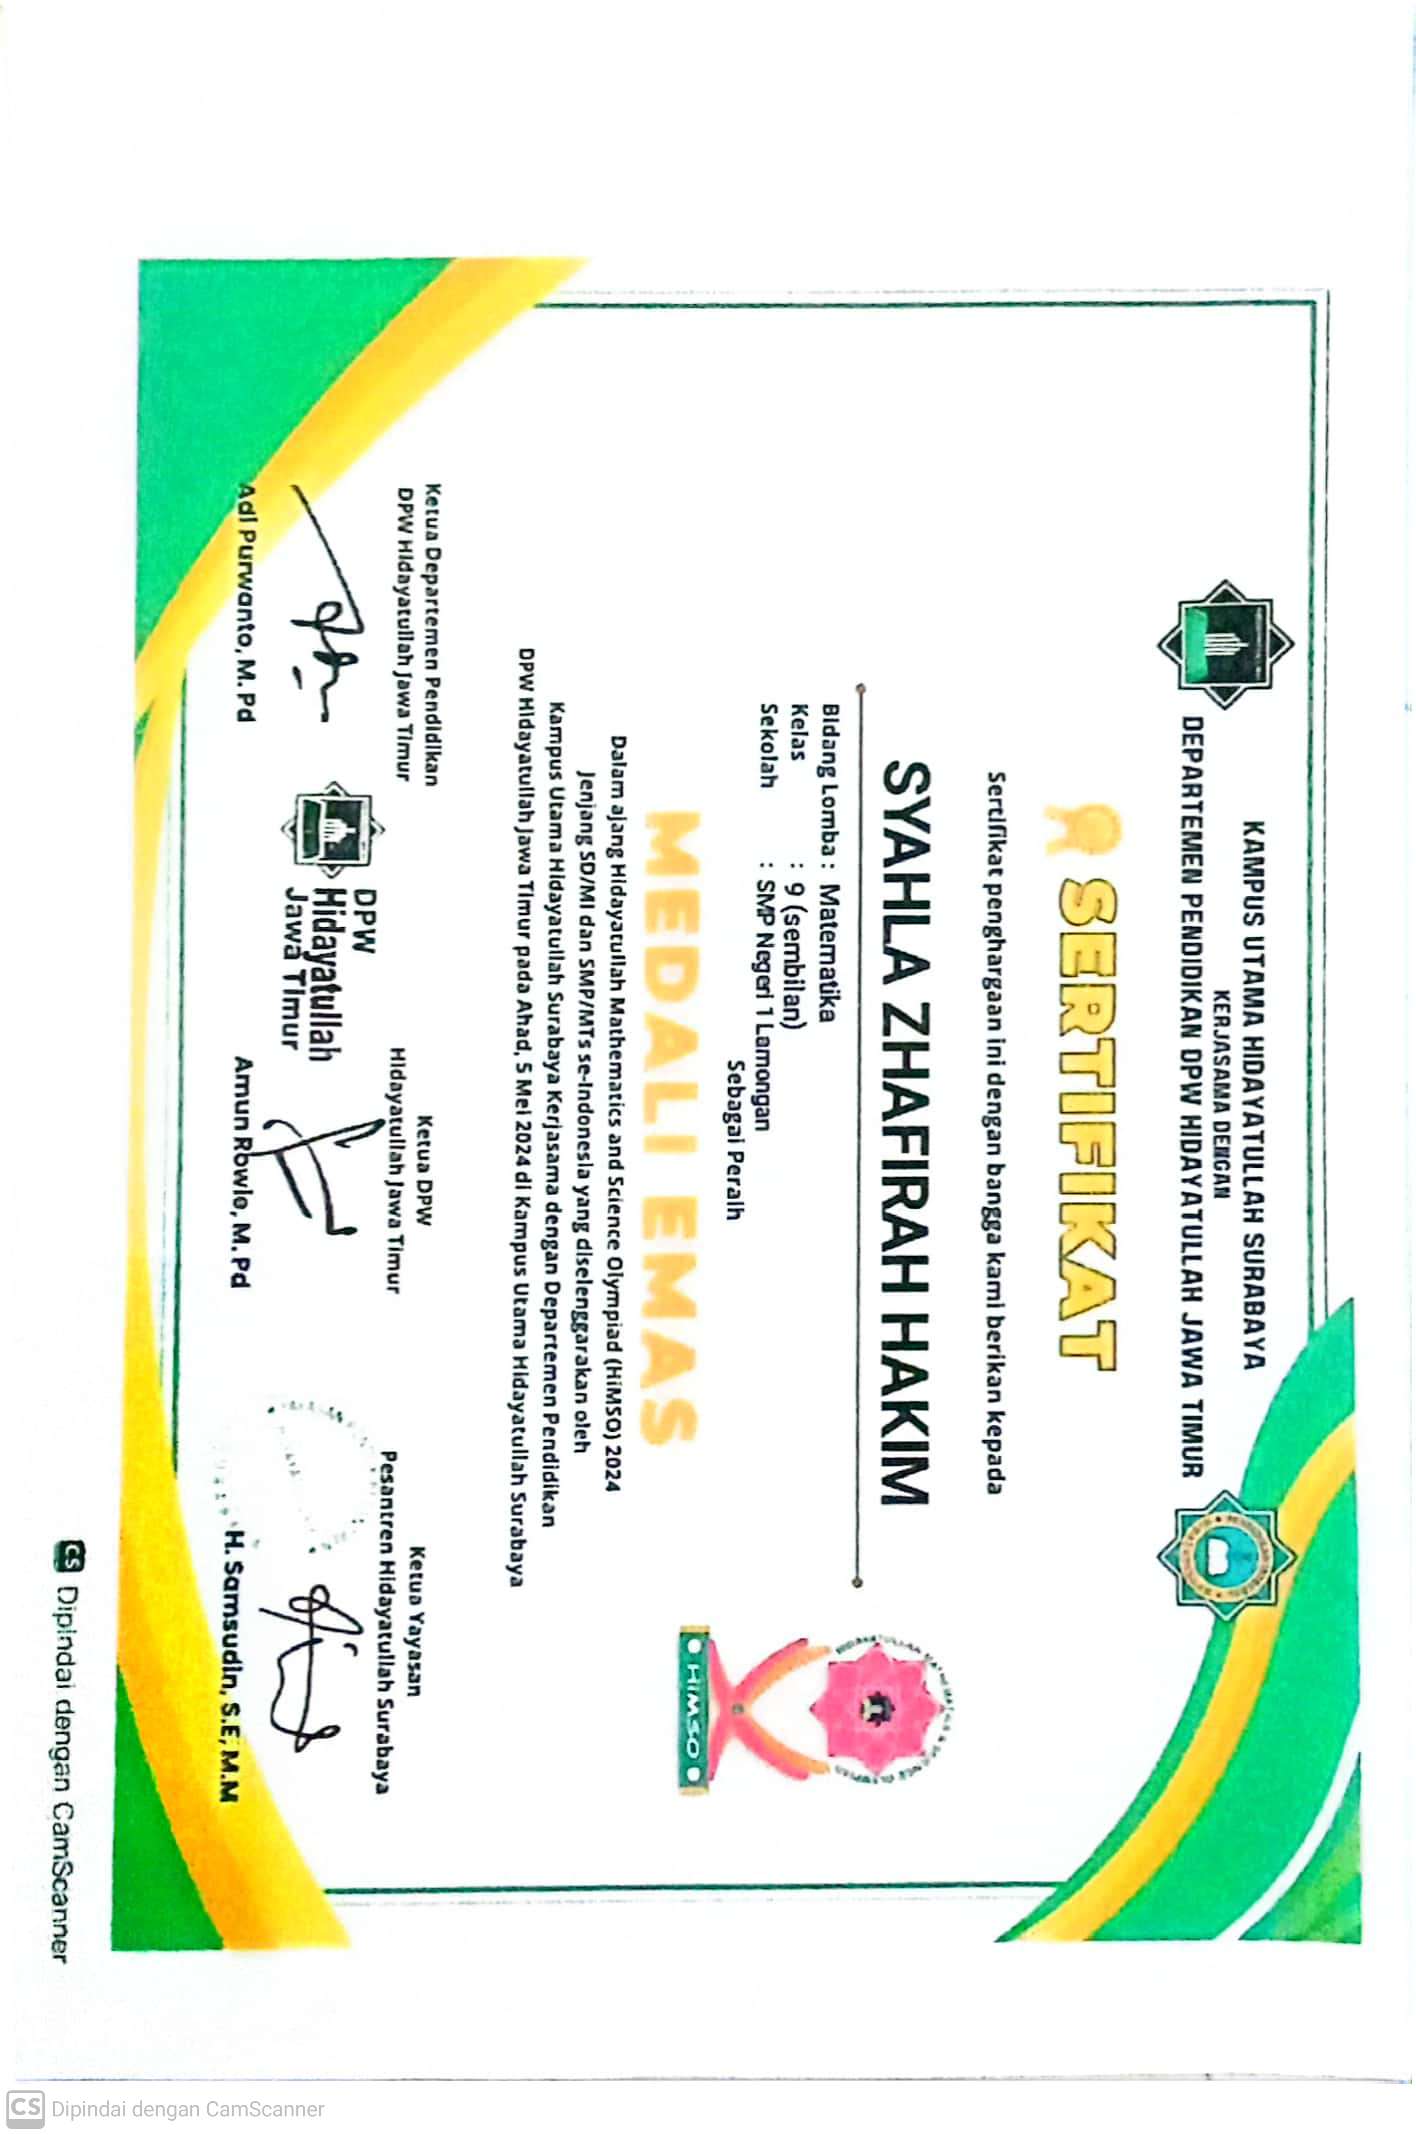 KAMPUS UTAMA HIDAYATULLAH SURABAYA
KERJASAMA DENGAN
DEPARTEMEN PENDIDIKAN DPW HIDAYATULLAH JAWA TIMUR
SERTIFIKAT
Sertifikat penghargaan ini dengan bangga kami berikan kepada
SYAHLA ZHAFIRAH HAKIM
Bidang Lomba : Matematika
Kelas : 9 (sembilan)
Sekolah : SMP Negeri 1 Lamongan
Sebagai Peraih
MEDALI EMAS
Dalam ajang Hidayatullah Mathematics and Science Olympiad (HiMSO) 2024
Jenjang SD/MI dan SMP/MTs se-Indonesia yang diselenggarakan oleh
Kampus Utama Hidayatullah Surabaya Kerjasama dengan Departemen Pendidikan
DPW Hidayatullah Jawa Timur pada Ahad, 5 Mei 2024 di Kampus Utama Hidayatullah Surabaya
HiMSO
Ketua Departemen Pendidikan
DPW Hidayatullah Jawa Timur
Adi Purwanto, M. Pd
DPW
Hidayatullah
Jawa Timur
Ketua DPW
Hidayatullah Jawa Timur
Amun Rowie, M. Pd
Ketua Yayasan
Pesantren Hidayatullah Surabaya
H. Samsudin, S.E, M.M
CS Dipindai dengan CamScanner
CS Dipindai dengan CamScanner